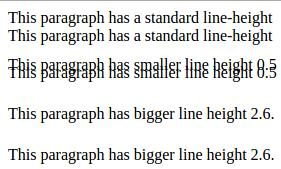 This paragraph has a standard line-height
This paragraph has a standard line-height
This paragraph has smaller line height 0.5
This paragraph has smaller line height 0.5
This paragraph has bigger line height 2.6.
This paragraph has bigger line height 2.6.